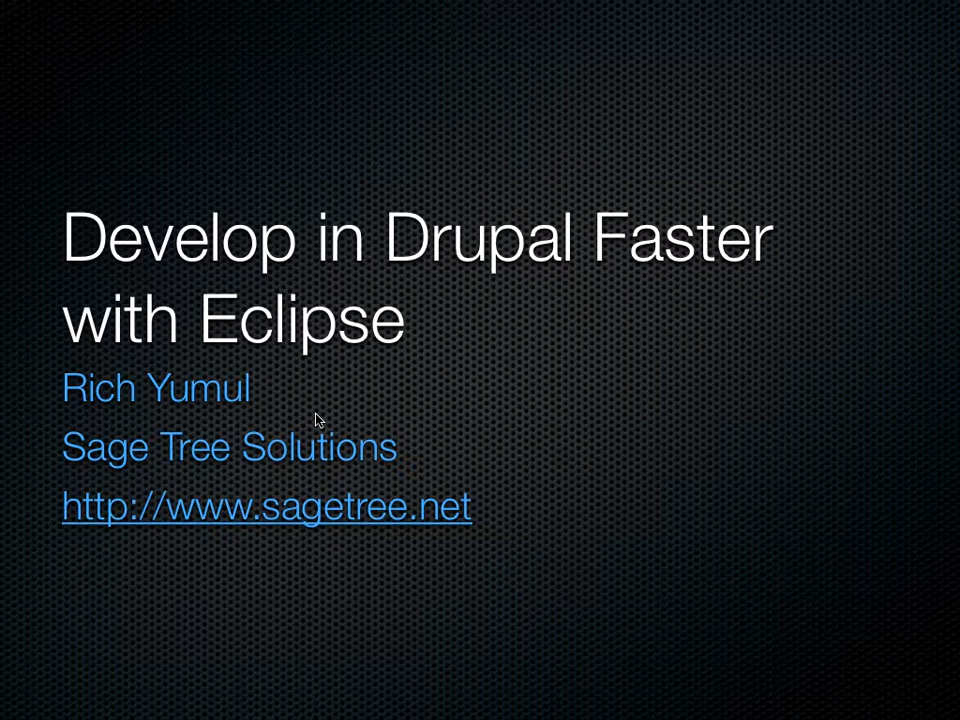 Develop in Drupal Faster
with Eclipse
Rich Yumul
Sage Tree Solutions
http://www.sagetree.net